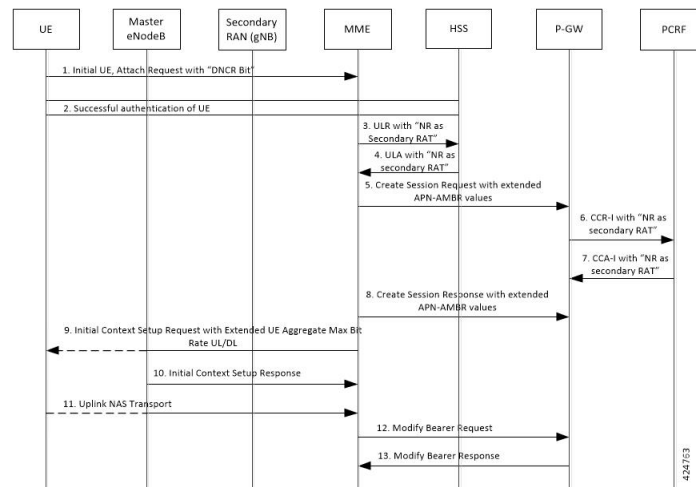 UE
Master
eNodeB
Secondary
RAN (gNB)
MME
HSS
P-GW
PCRF
1. Initial UE, Attach Request with “DNCR Bit”
2. Successful authentication of UE
3. ULR with “NR as
Secondary RAT”
4. ULA with “NR as
secondary RAT”
5. Create Session Request with extended
APN-AMBR values
6. CCR-I with “NR as
secondary RAT”
7. CCA-I with “NR as
secondary RAT”
8. Create Session Response with extended
APN-AMBR values
9. Initial Context Setup Request with Extended UE Aggregate Max Bit
Rate UL/DL
10. Initial Context Setup Response
11. Uplink NAS Transport
12. Modify Bearer Request
13. Modify Bearer Response
424763